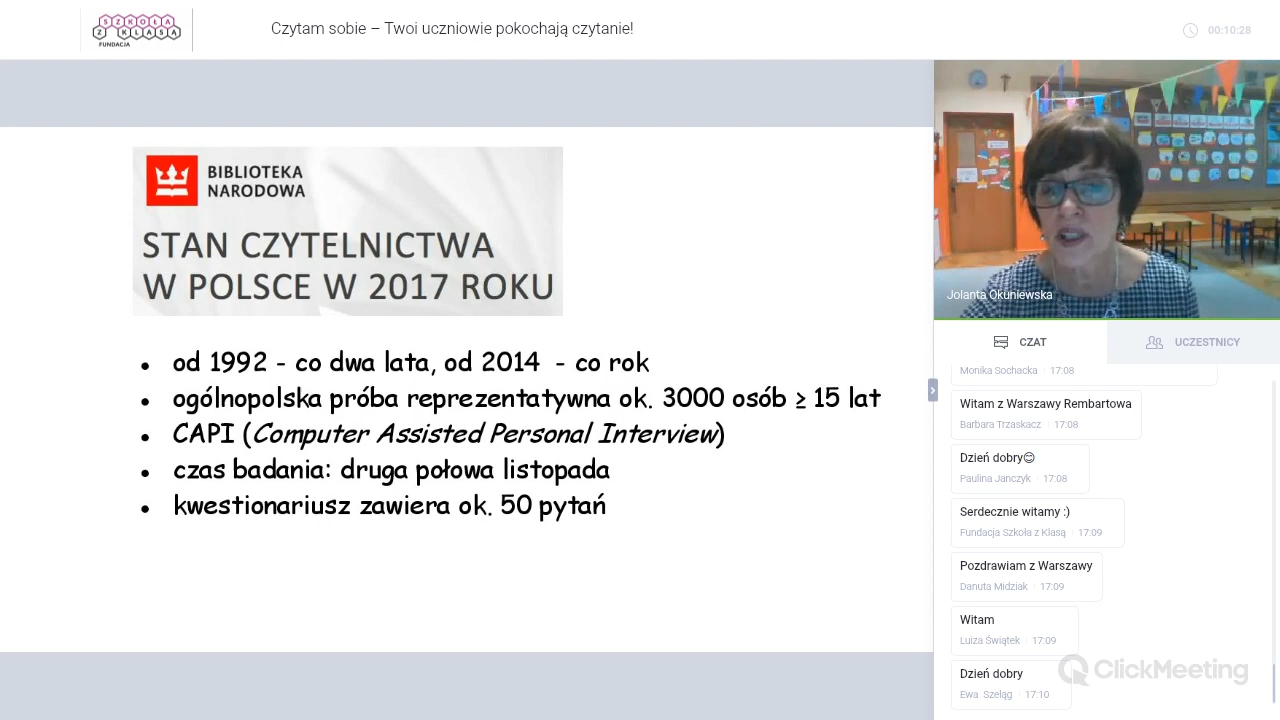 SZKOŁA
Z KLASĄ
FUNDACJA
Czytam sobie – Twoi uczniowie pokochają czytanie!
00:10:28
BIBLIOTEKA
NARODOWA
STAN CZYTELNICTWA
W POLSCE W 2017 ROKU
• od 1992 - co dwa lata, od 2014 - co rok
• ogólnopolska próba reprezentatywna ok. 3000 osób ≥ 15 lat
• CAPI (Computer Assisted Personal Interview)
• czas badania: druga połowa listopada
• kwestionariusz zawiera ok. 50 pytań
Jolanta Okuniewska
CZAT
UCZESTNICY
Monika Sochacka 17:08
Witam z Warszawy Rembartowa
Barbara Trzaskacz 17:08
Dzień dobry😊
Paulina Janczyk 17:08
Serdecznie witamy :)
Fundacja Szkoła z Klasą 17:09
Pozdrawiam z Warszawy
Danuta Midziak 17:09
Witam
Luiza Świątek 17:09
Dzień dobry
Ewa Szeląg 17:10
ClickMeeting